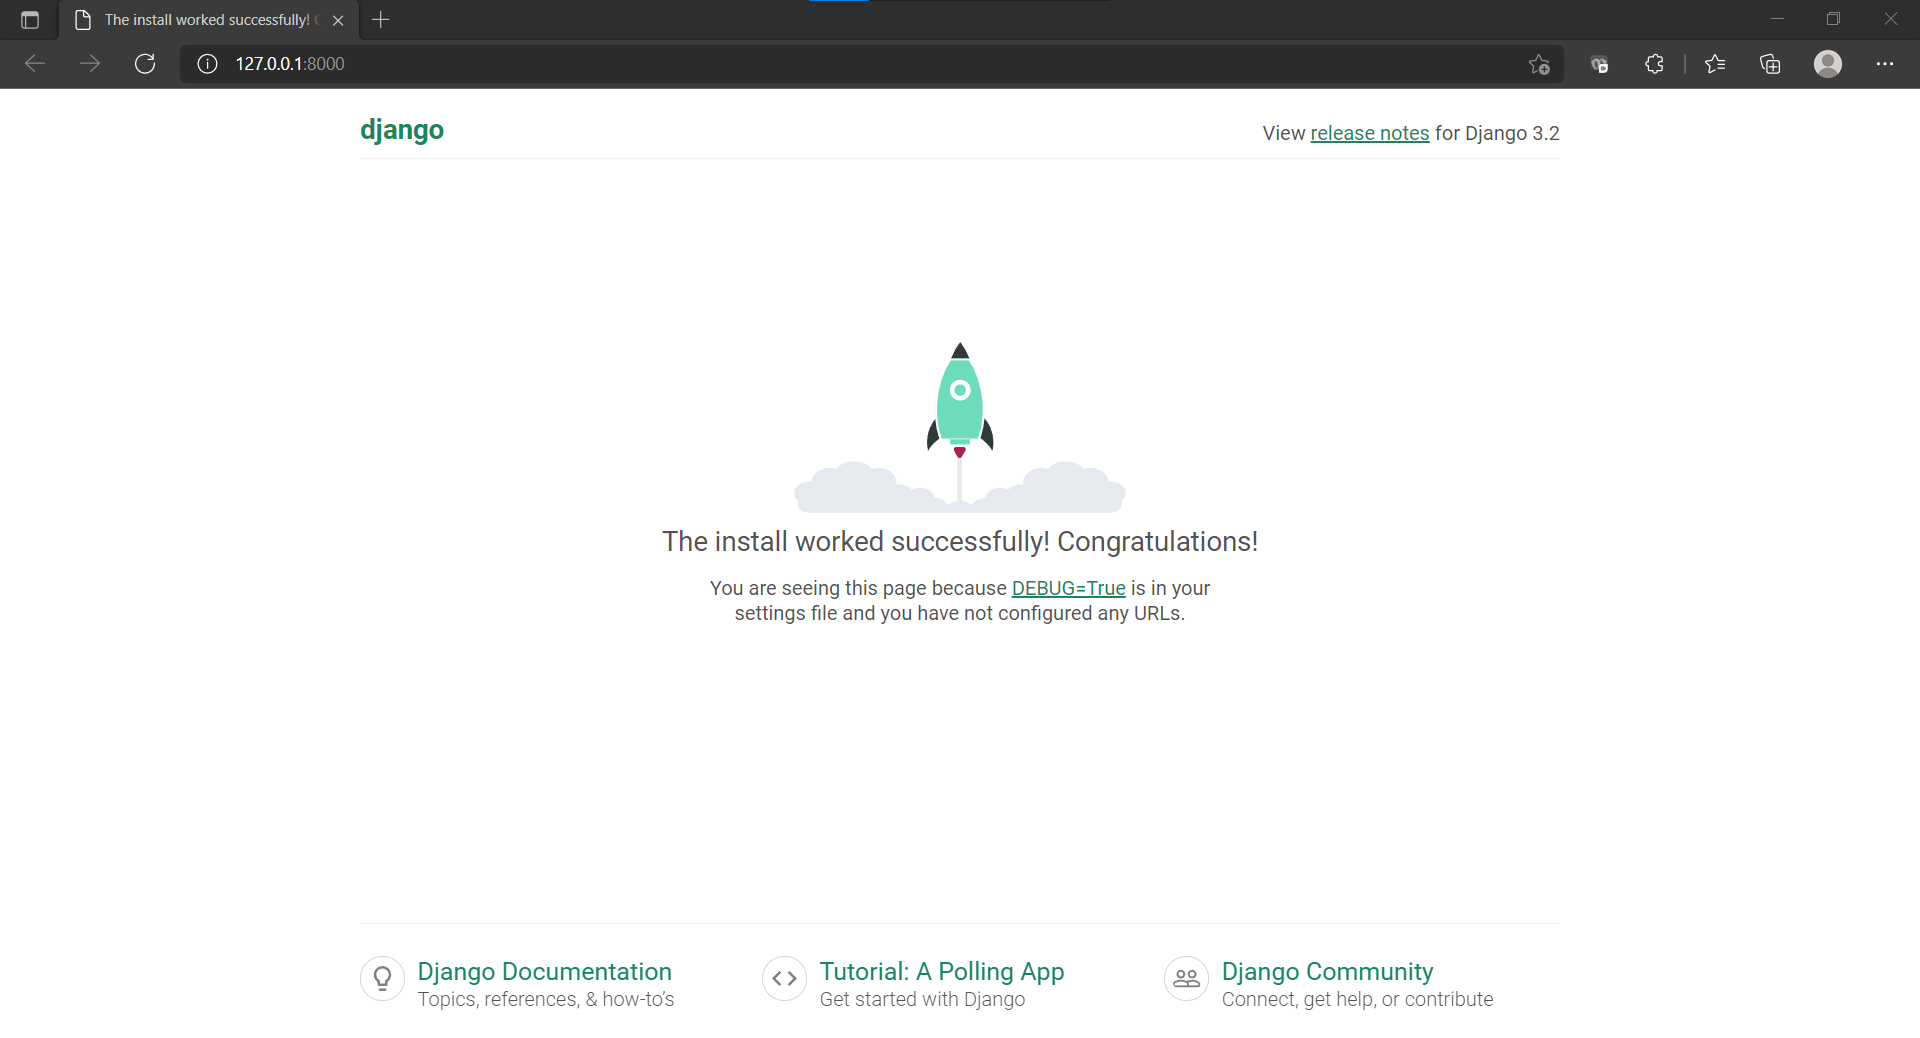 The install worked successfully!
127.0.0.1:8000
django
View release notes for Django 3.2
The install worked successfully! Congratulations!
You are seeing this page because DEBUG=True is in your
settings file and you have not configured any URLs.
Django Documentation
Topics, references, & how-to’s
Tutorial: A Polling App
Get started with Django
Django Community
Connect, get help, or contribute